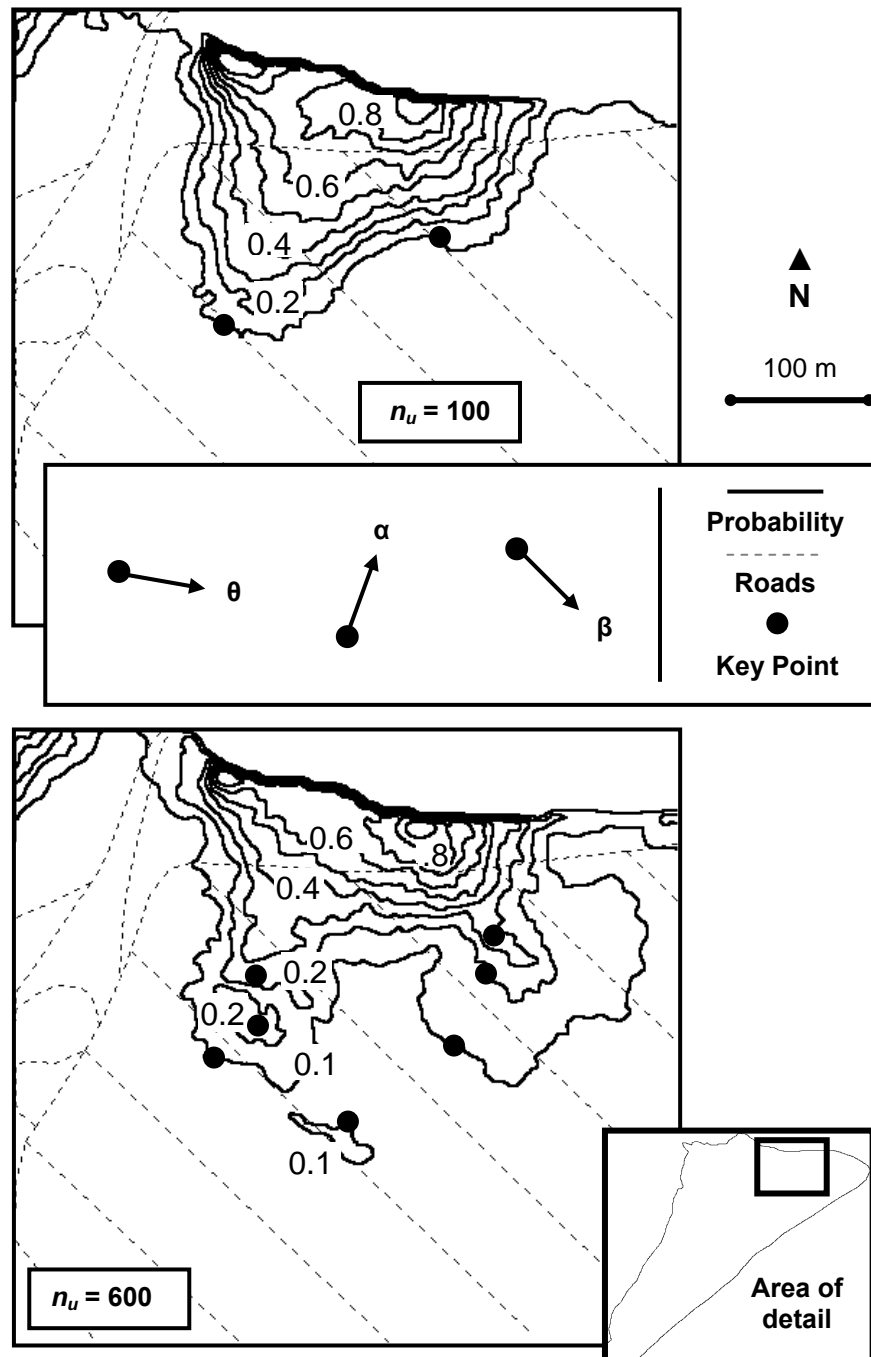 0.8
0.6
0.4
0.2
n_u = 100
N
100 m
θ
α
β
Probability
Roads
Key Point
0.6
.8
0.4
0.2
0.2
0.1
0.1
n_u = 600
Area of
detail